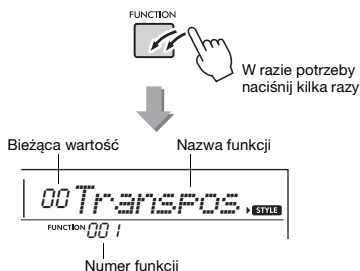 FUNCTION
W razie potrzeby
naciśnij kilka razy
Bieżąca wartość Nazwa funkcji
00 Transpos. STYLE
FUNCTION 001
Numer funkcji